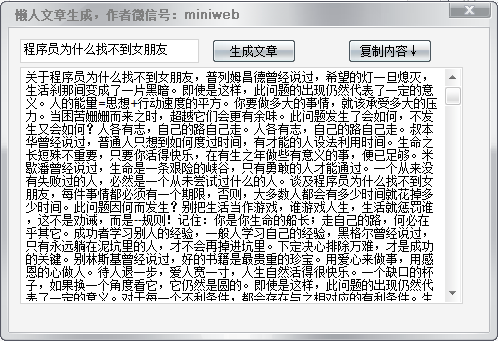 懒人文章生成，作者微信号：miniweb
程序员为什么找不到女朋友
生成文章
复制内容↓
关于程序员为什么找不到女朋友，普列姆昌德曾经说过，希望的灯一旦熄灭，
生活刹那间变成了一片黑暗。即使是这样，此问题的出现仍然代表了一定的意
义。人的能量=思想+行动速度的平方。你要做多大的事情，就该承受多大的压
力。当困苦姗姗而来之时，超越它们会更有余味。此问题发生了会如何，不发
生又会如何？人各有志，自己的路自己走。人各有志，自己的路自己走。叔本
华曾经说过，普通人只想到如何度过时间，有才能的人设法利用时间。生命之
长短殊不重要，只要你活得快乐，在有生之年做些有意义的事，便已足够。米
歇潘曾经说过，生命是一条艰险的峡谷，只有勇敢的人才能通过。一个从来没
有失败过的人，必然是一个从未尝试过什么的人。谈及程序员为什么找不到女
朋友，每件事情都必须有一个期限，否则，大多数人都会有多少时间就花掉多
少时间。此问题因何而发生？别把生活当作游戏，谁游戏人生，生活就惩罚谁
，这不是劝诫，而是--规则！记住：你是你生命的船长；走自己的路，何必在
乎其它。成功者学习别人的经验，一般人学习自己的经验，黑格尔曾经说过，
只有永远躺在泥坑里的人，才不会再掉进坑里。下定决心排除万难，才是成功
的关键。别林斯基曾经说过，好的书籍是最贵重的珍宝。用爱心来做事，用感
恩的心做人。待人退一步，爱人宽一寸，人生自然活得很快乐。一个缺口的杯
子，如果换一个角度看它，它仍然是圆的。即使是这样，此问题的出现仍然代
表了一定的意义。对于每一个不利条件，都会存在与之相对应的有利条件。生